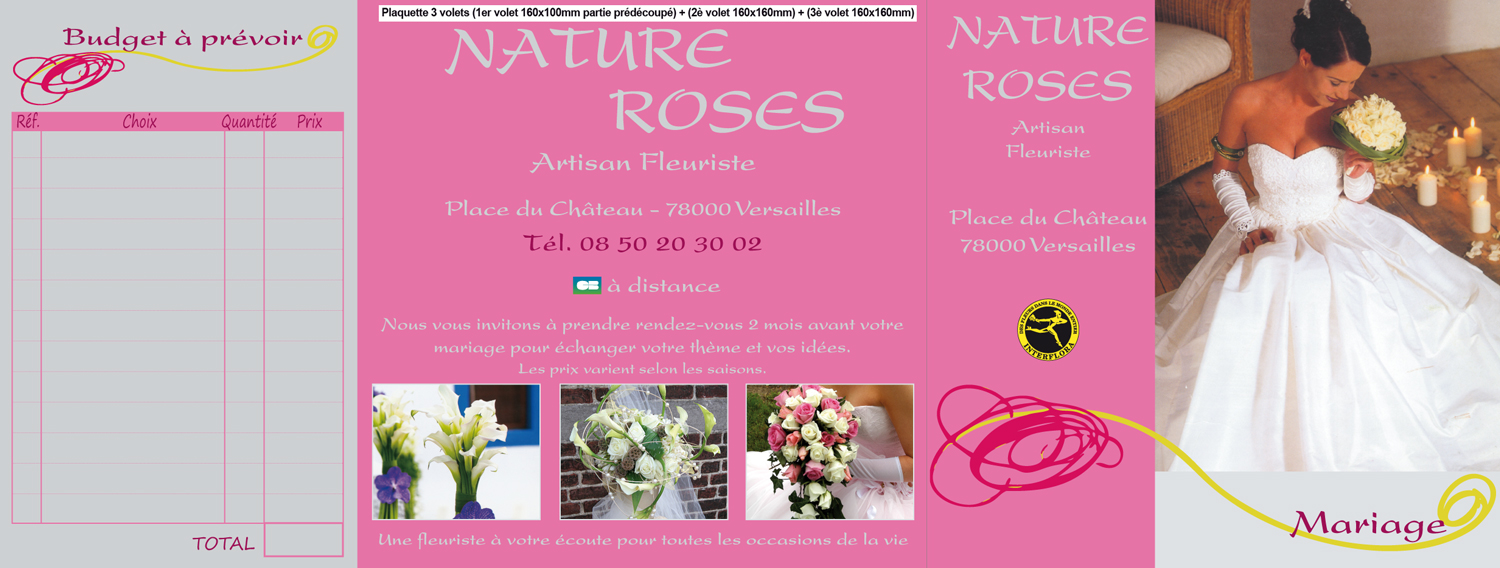 Budget à prévoir
Réf. Choix Quantité Prix
TOTAL
Plaquette 3 volets (1er volet 160x100mm partie prédécoupé) + (2è volet 160x160mm) + (3è volet 160x160mm)
NATURE
ROSES
Artisan Fleuriste
Place du Château - 78000 Versailles
Tél. 08 50 20 30 02
CB à distance
Nous vous invitons à prendre rendez-vous 2 mois avant votre
mariage pour échanger votre thème et vos idées.
Les prix varient selon les saisons.
Une fleuriste à votre écoute pour toutes les occasions de la vie
NATURE
ROSES
Artisan
Fleuriste
Place du Château
78000 Versailles
DES FLEURS DANS LE MONDE ENTIER
INTERFLORA
Mariage